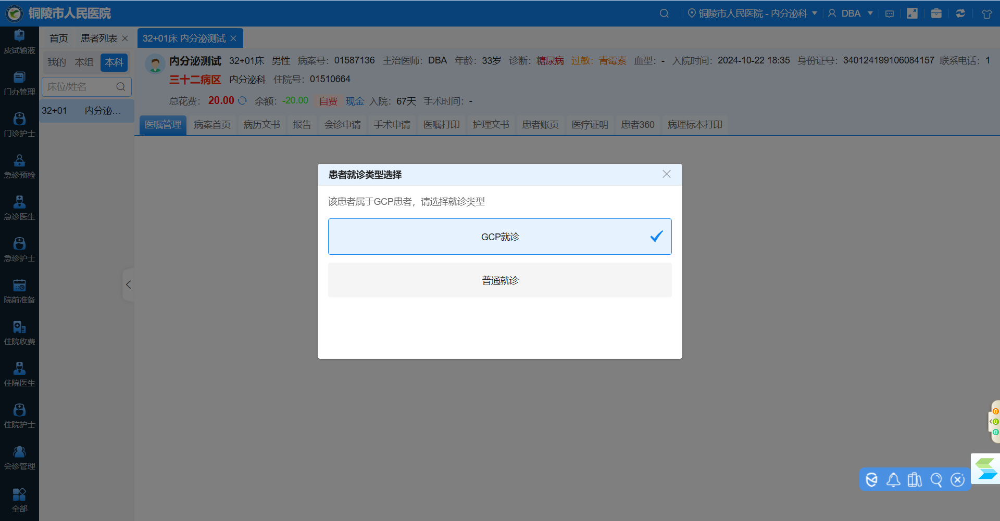 铜陵市人民医院
铜陵市人民医院 - 内分泌科
DBA
皮试输液
门办管理
门诊护士
急诊预检
急诊医生
急诊护士
院前准备
住院收费
住院医生
住院护士
会诊管理
全部
首页 患者列表 32+01床 内分泌测试
我的 本组 本科
床位/姓名
32+01 内分泌...
内分泌测试 32+01床 男性 病案号: 01587136 主治医师: DBA 年龄: 33岁 诊断: 糖尿病 过敏: 青霉素 血型: - 入院时间: 2024-10-22 18:35 身份证号: 340124199106084157 联系电话: 1
三十二病区 内分泌科 住院号: 01510664
总花费: 20.00 余额: -20.00 自费 现金 入院: 67天 手术时间: -
医嘱管理 病案首页 病历文书 报告 会诊申请 手术申请 医嘱打印 护理文书 患者账页 医疗证明 患者360 病理标本打印
患者就诊类型选择
该患者属于GCP患者，请选择就诊类型
GCP就诊
普通就诊
0
0
0